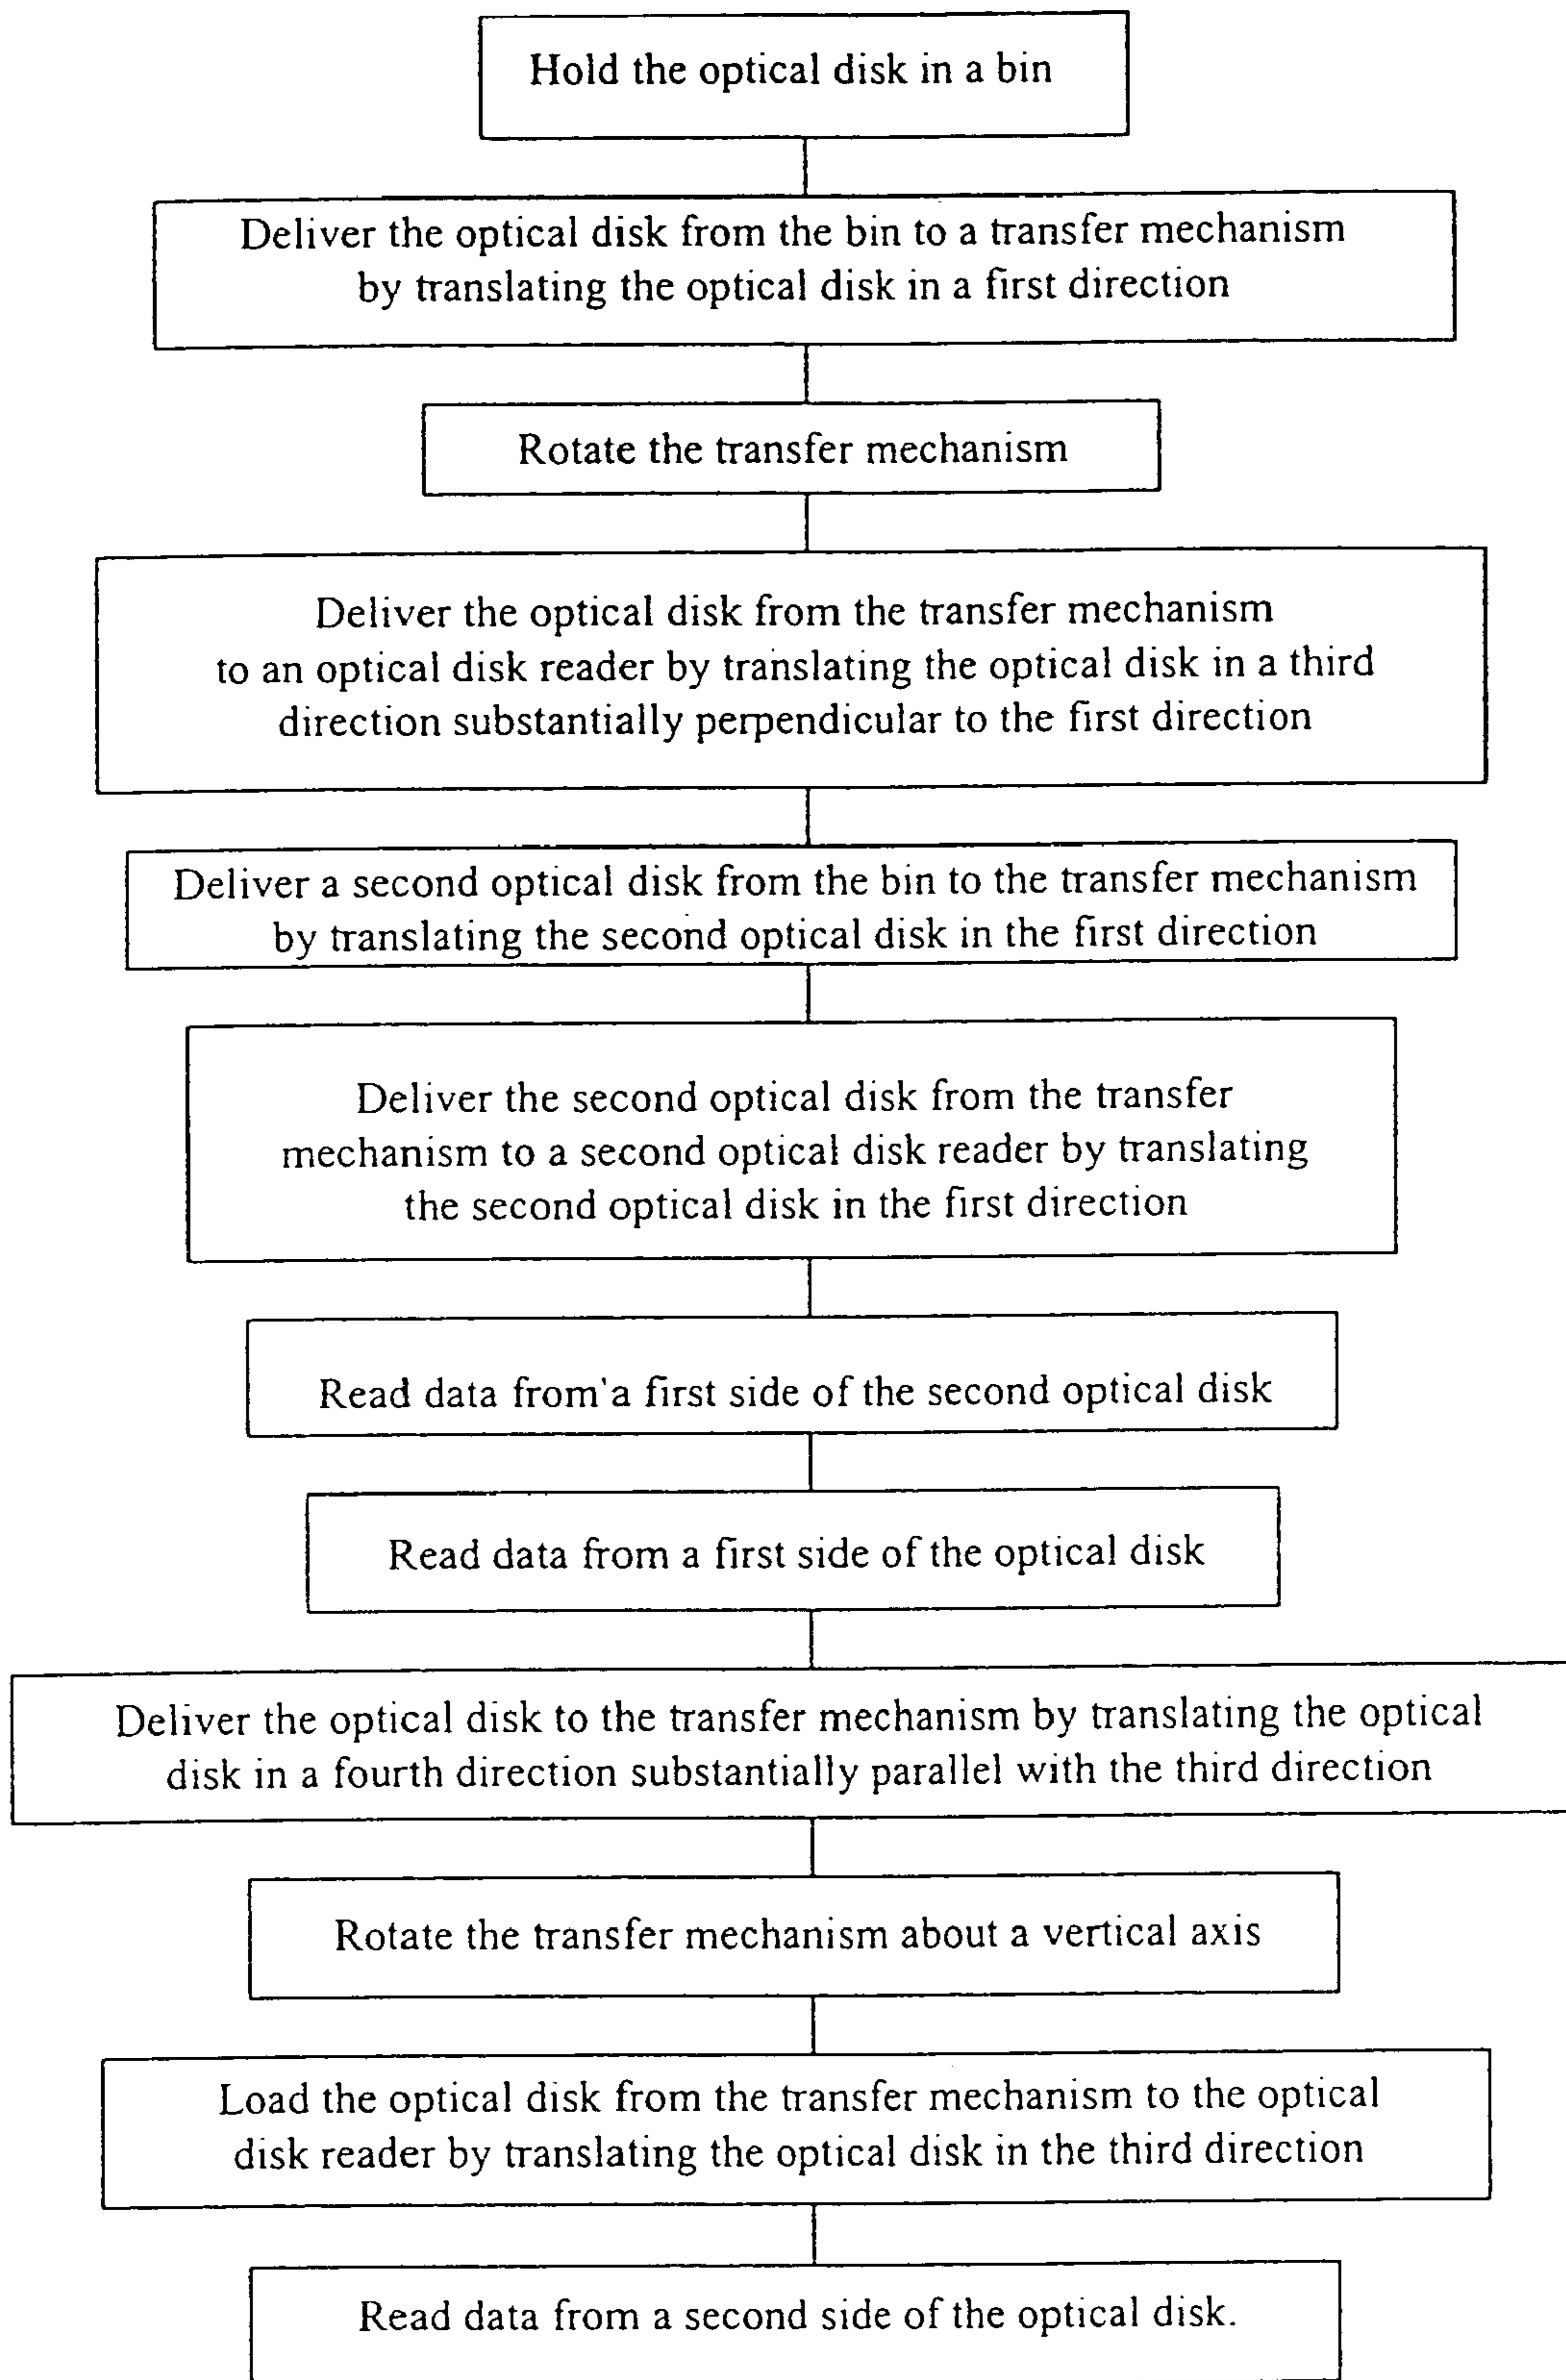 Hold the optical disk in a bin
Deliver the optical disk from the bin to a transfer mechanism
by translating the optical disk in a first direction
Rotate the transfer mechanism
Deliver the optical disk from the transfer mechanism
to an optical disk reader by translating the optical disk in a third
direction substantially perpendicular to the first direction
Deliver a second optical disk from the bin to the transfer mechanism
by translating the second optical disk in the first direction
Deliver the second optical disk from the transfer
mechanism to a second optical disk reader by translating
the second optical disk in the first direction
Read data from a first side of the second optical disk
Read data from a first side of the optical disk
Deliver the optical disk to the transfer mechanism by translating the optical
disk in a fourth direction substantially parallel with the third direction
Rotate the transfer mechanism about a vertical axis
Load the optical disk from the transfer mechanism to the optical
disk reader by translating the optical disk in the third direction
Read data from a second side of the optical disk.